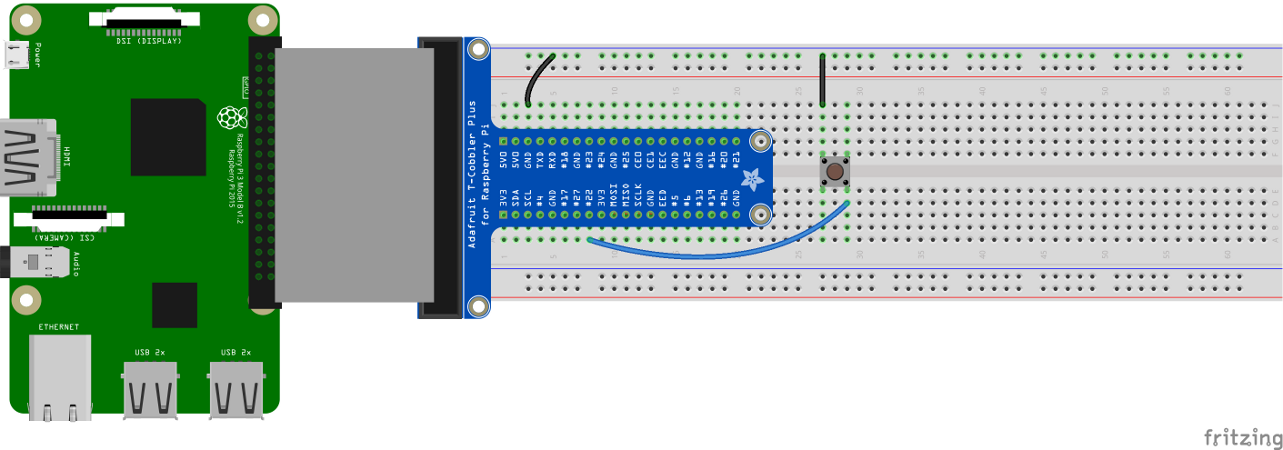 DSI (DISPLAY)
Power
HDMI
GPIO
Raspberry Pi 3 Model B v1.2
Raspberry Pi 2015
CSI (CAMERA)
Audio
ETHERNET
USB 2x
USB 2x
Adafruit T-Cobbler Plus
for Raspberry Pi
5V0 5V0 GND TXD RXD #18 GND #23 #24 GND #25 CE0 CE1 EEC GND #12 GND #16 #20 #21
3V3 SDA SCL #4 GND #17 #27 #22 3V3 MOSI MISO SCLK GND EED #5 #6 #13 #19 #26 GND
1 5 10 15 20 25 30 35 40 45 50 55 60
J I H G F
E D C B A
1 5 10 15 20 25 30 35 40 45 50 55 60
fritzing